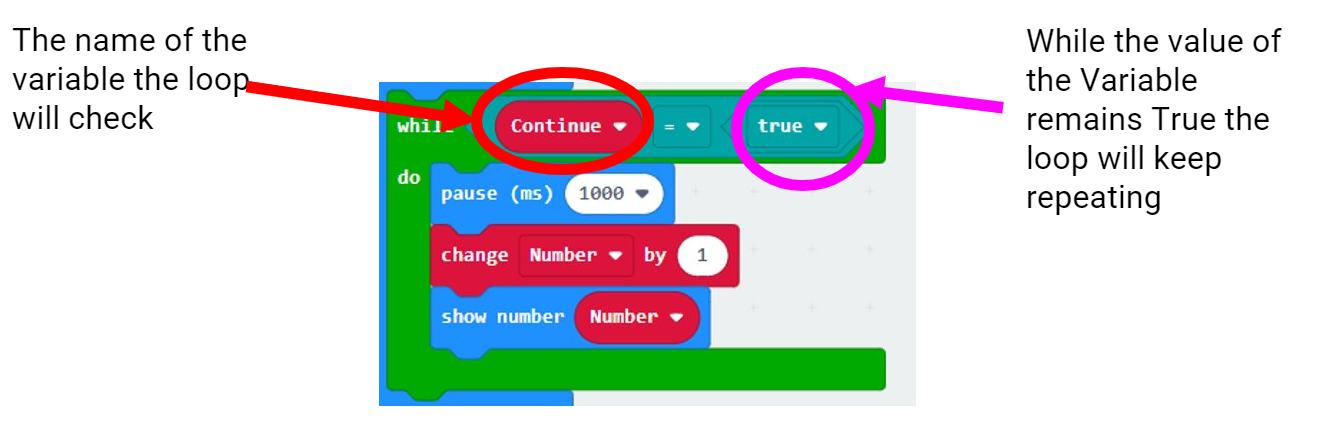 The name of the
variable the loop
will check
while Continue = true
do
pause (ms) 1000
change Number by 1
show number Number
While the value of
the Variable
remains True the
loop will keep
repeating